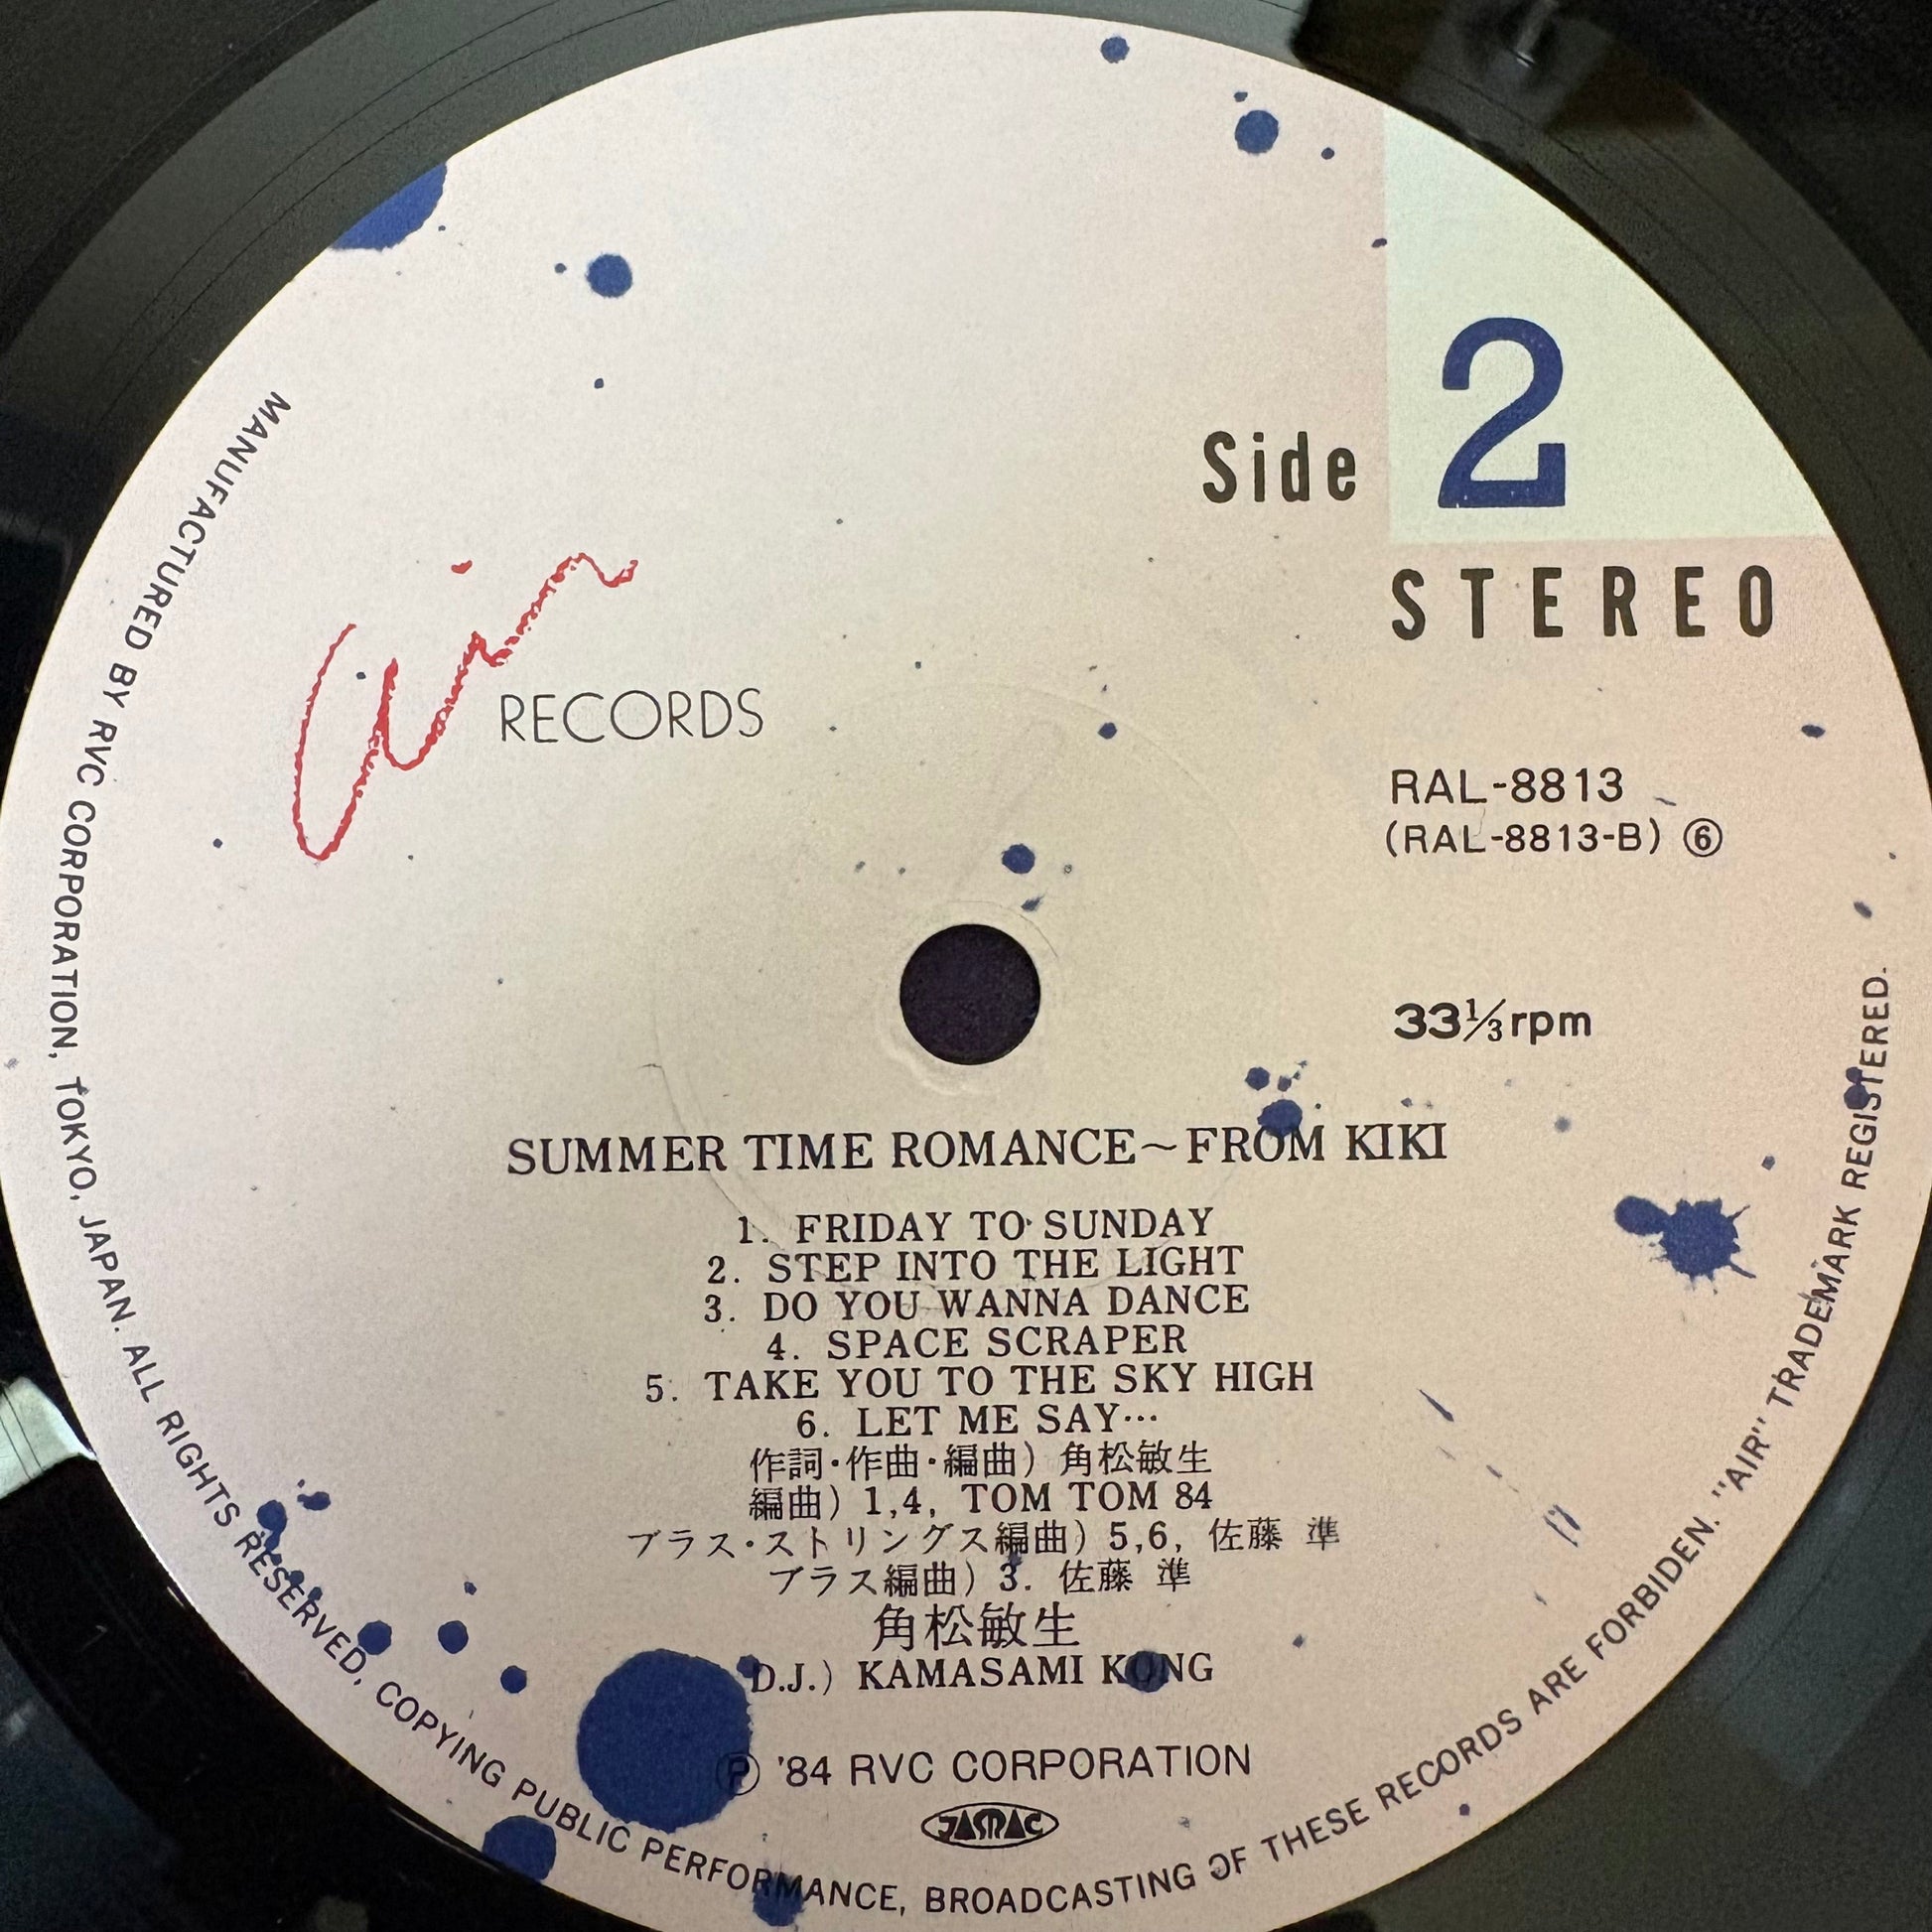 Side 2
STEREO
Air RECORDS
RAL-8813
(RAL-8813-B) ⑥
33⅓rpm
SUMMER TIME ROMANCE～FROM KIKI
1. FRIDAY TO SUNDAY
2. STEP INTO THE LIGHT
3. DO YOU WANNA DANCE
4. SPACE SCRAPER
5. TAKE YOU TO THE SKY HIGH
6. LET ME SAY…
作詞・作曲・編曲) 角松敏生
編曲) 1,4, TOM TOM 84
ブラス・ストリングス編曲) 5,6, 佐藤 準
ブラス編曲) 3. 佐藤 準
角松敏生
D.J.) KAMASAMI KONG
Ⓟ '84 RVC CORPORATION
JASRAC
MANUFACTURED BY RVC CORPORATION, TOKYO, JAPAN. ALL RIGHTS RESERVED, COPYING PUBLIC PERFORMANCE, BROADCASTING OF THESE RECORDS ARE FORBIDEN. "AIR" TRADEMARK REGISTERED.